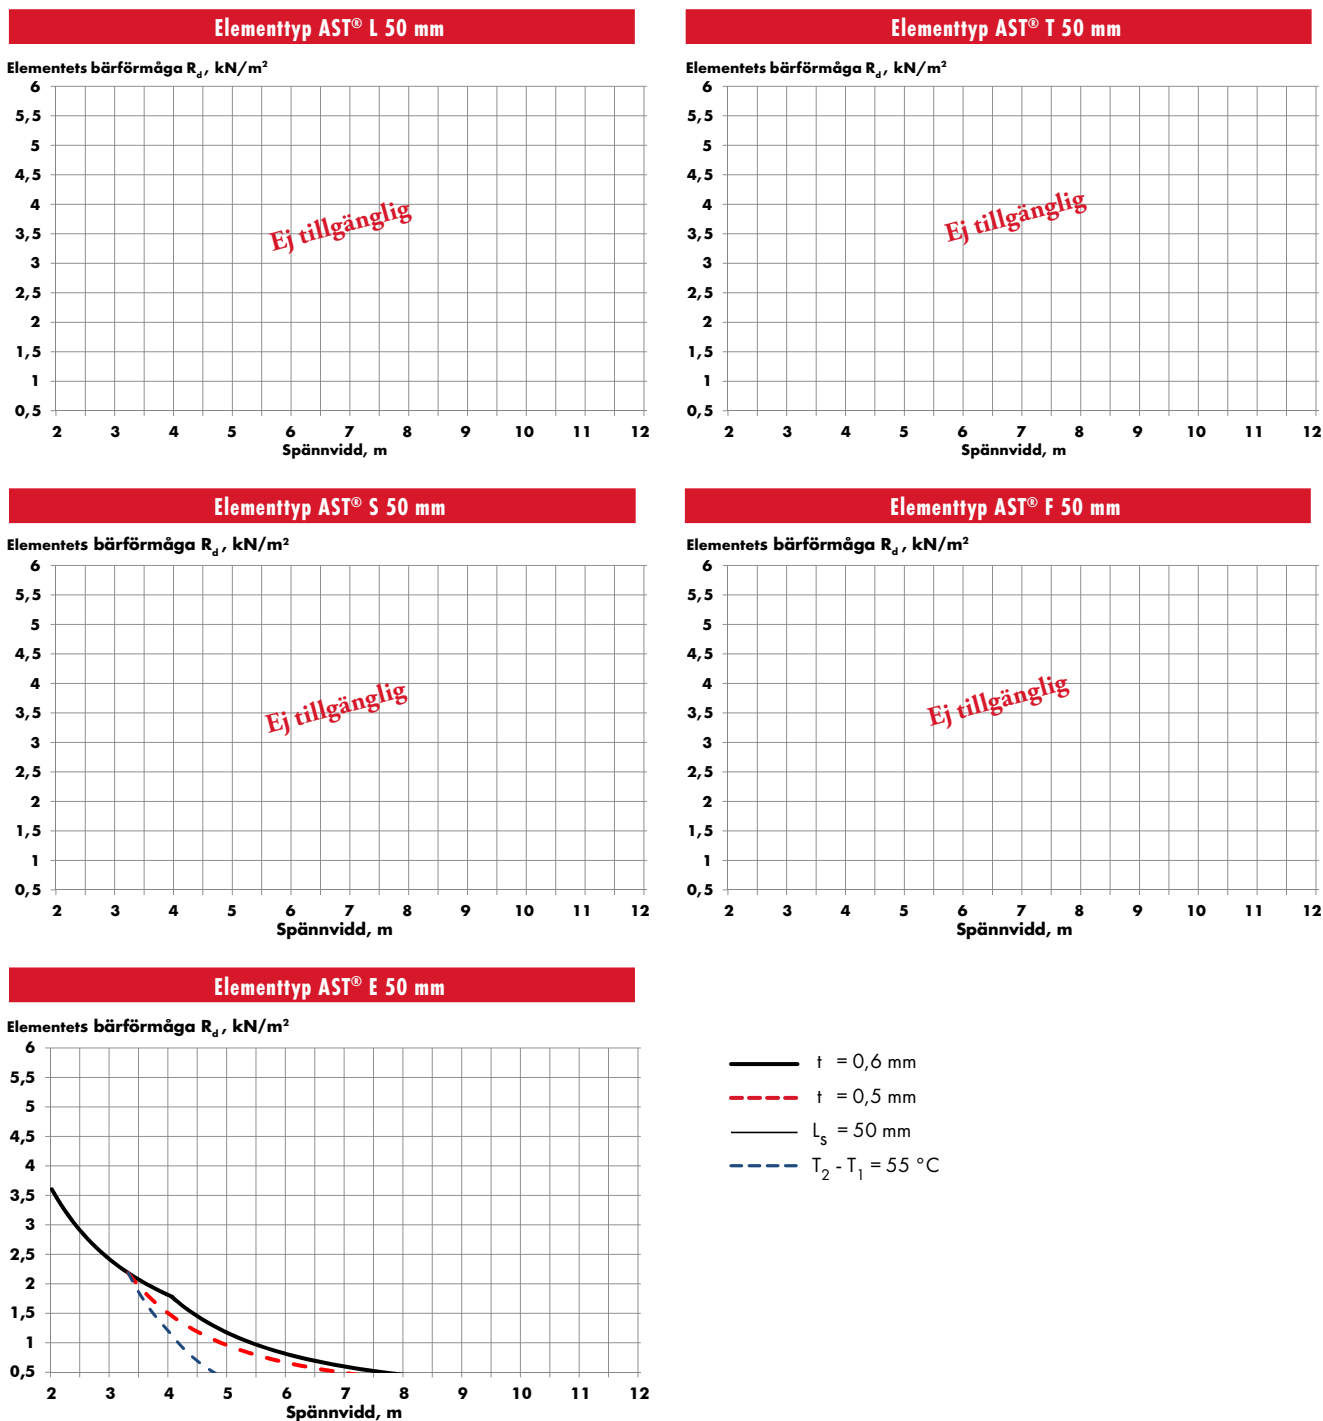 Elementtyp AST® L 50 mm
Elementets bärförmåga Rd, kN/m²
6
5,5
5
4,5
4
3,5
3
2,5
2
1,5
1
0,5
Ej tillgänglig
2 3 4 5 6 7 8 9 10 11 12
Spännvidd, m
Elementtyp AST® T 50 mm
Elementets bärförmåga Rd, kN/m²
6
5,5
5
4,5
4
3,5
3
2,5
2
1,5
1
0,5
Ej tillgänglig
2 3 4 5 6 7 8 9 10 11 12
Spännvidd, m
Elementtyp AST® S 50 mm
Elementets bärförmåga Rd, kN/m²
6
5,5
5
4,5
4
3,5
3
2,5
2
1,5
1
0,5
Ej tillgänglig
2 3 4 5 6 7 8 9 10 11 12
Spännvidd, m
Elementtyp AST® F 50 mm
Elementets bärförmåga Rd, kN/m²
6
5,5
5
4,5
4
3,5
3
2,5
2
1,5
1
0,5
Ej tillgänglig
2 3 4 5 6 7 8 9 10 11 12
Spännvidd, m
Elementtyp AST® E 50 mm
Elementets bärförmåga Rd, kN/m²
6
5,5
5
4,5
4
3,5
3
2,5
2
1,5
1
0,5
2 3 4 5 6 7 8 9 10 11 12
Spännvidd, m
t = 0,6 mm
t = 0,5 mm
Ls = 50 mm
T2 - T1 = 55 °C